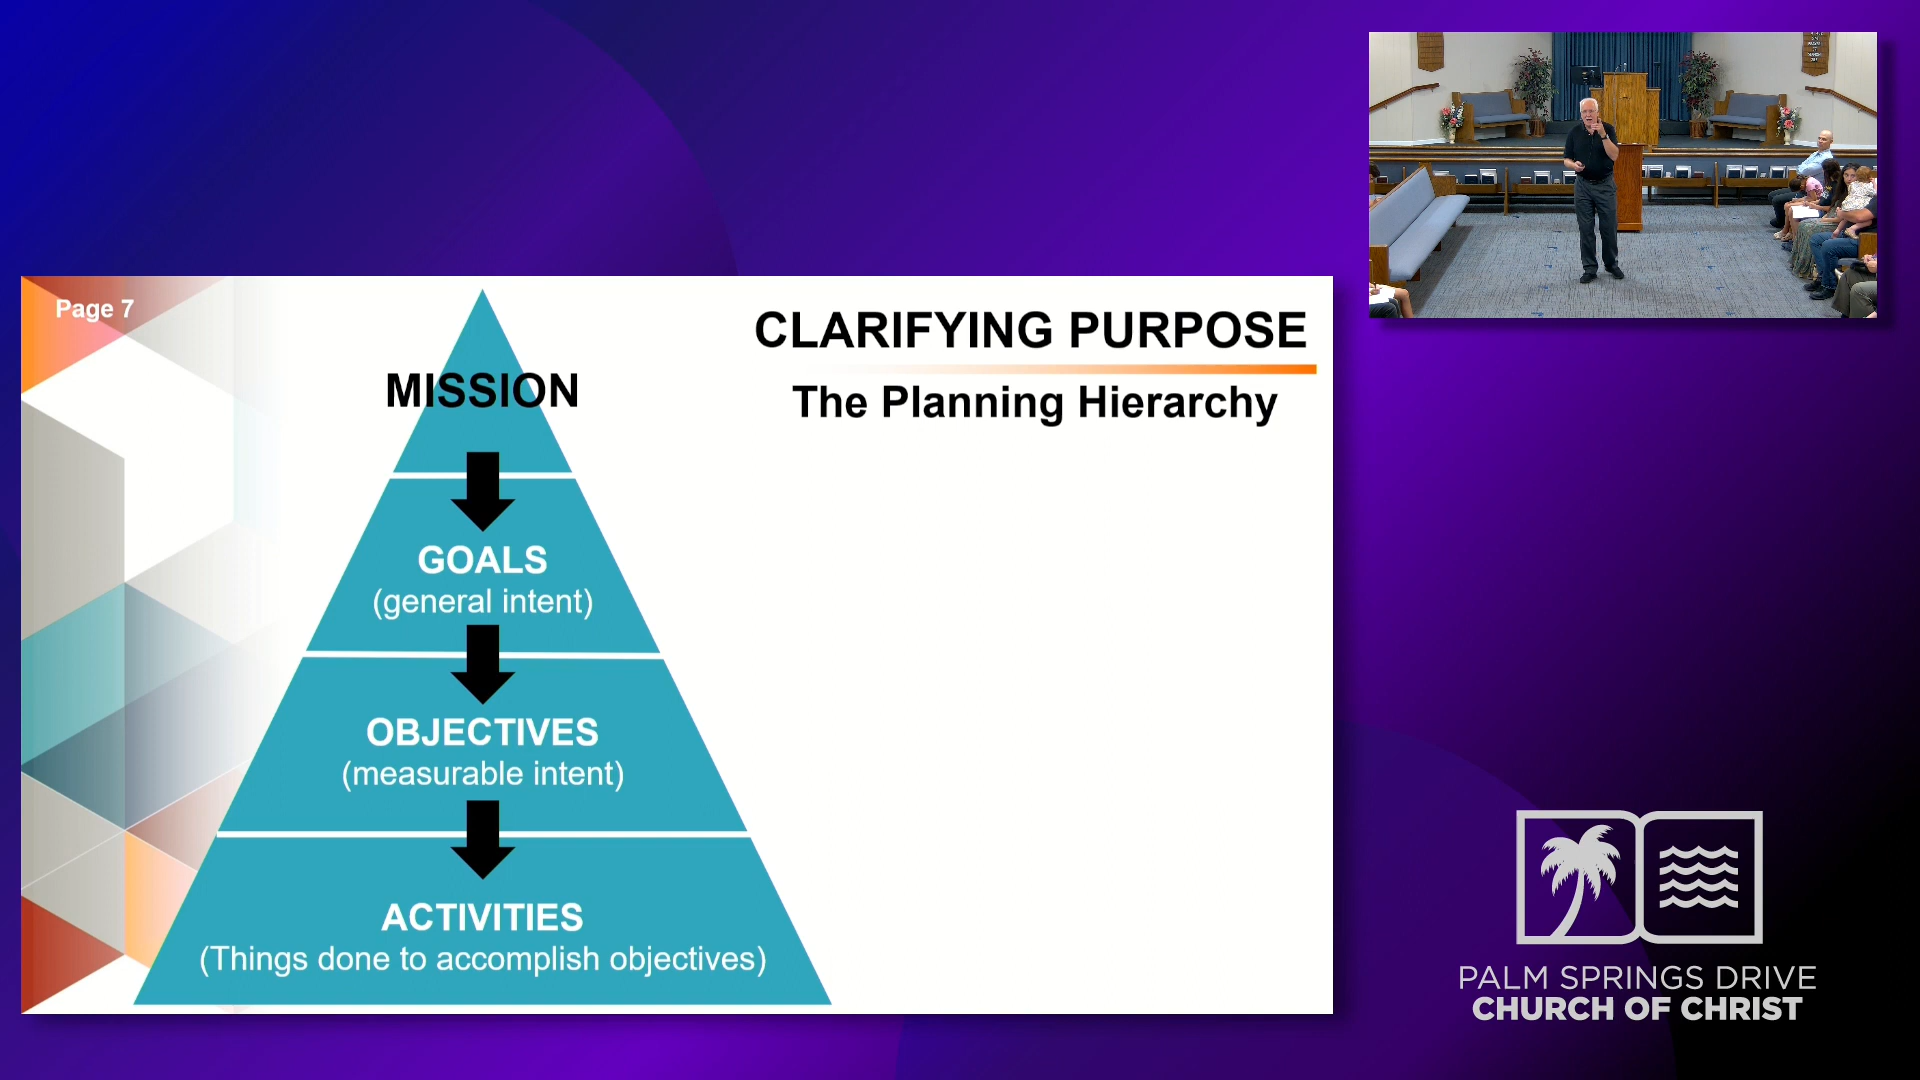 Page 7
CLARIFYING PURPOSE
The Planning Hierarchy
MISSION
GOALS
(general intent)
OBJECTIVES
(measurable intent)
ACTIVITIES
(Things done to accomplish objectives)
PALM SPRINGS DRIVE
CHURCH OF CHRIST